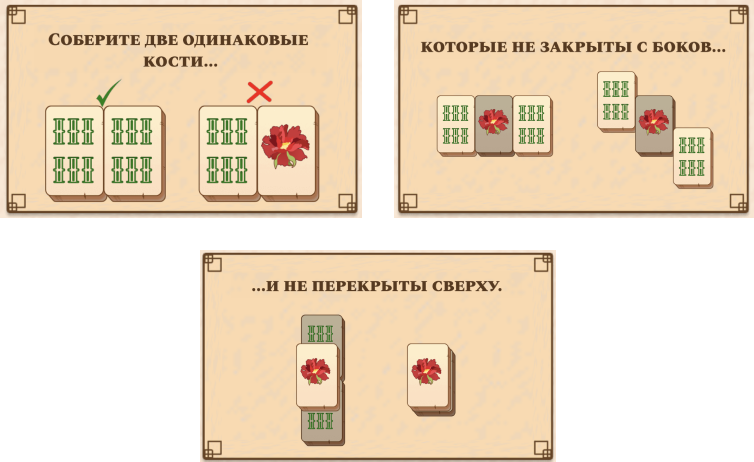 Соберите две одинаковые
кости...
которые не закрыты с боков...
...и не перекрыты сверху.